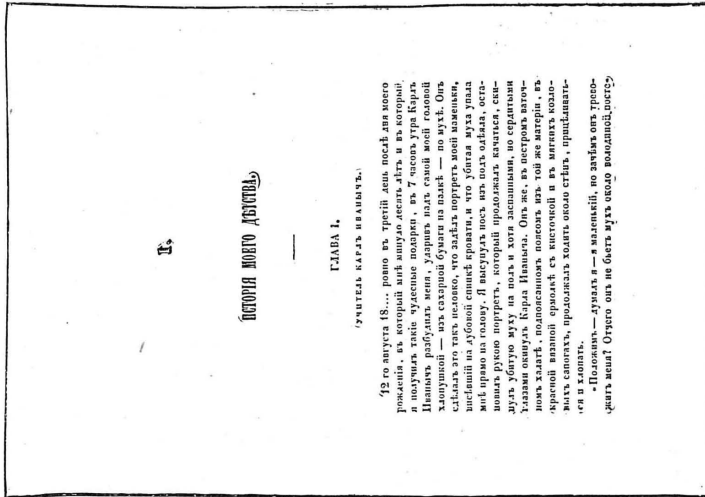 I.
ИСТОРІЯ МОЕГО ДѢТСТВА.
ГЛАВА I.
УЧИТЕЛЬ КАРЛЪ ИВАНЫЧЪ.
12 го августа 18.... ровно въ третій день послѣ дня моего
рожденія, въ который мнѣ минуло десять лѣтъ и въ который
я получилъ такіе чудесные подарки, въ 7 часовъ утра Карлъ
Иванычъ разбудилъ меня, ударивъ надъ самой моей головой
хлопушкой — изъ сахарной бумаги на палкѣ — по мухѣ. Онъ
сдѣлалъ это такъ неловко, что задѣлъ портретъ моей маменьки,
висѣвшій на дубовой спинкѣ кровати, и что убитая муха упала
мнѣ прямо на голову. Я высунулъ носъ изъ подъ одѣяла, оста-
новилъ рукою портретъ, который продолжалъ качаться, ски-
нулъ убитую муху на полъ и хотя заспанными, но сердитыми
глазами окинулъ Карла Иваныча. Онъ же, въ пестромъ ваточ-
номъ халатѣ, подпоясанномъ поясомъ изъ той же матеріи, въ
красной вязаной ермолкѣ съ кисточкой и въ мягкихъ козло-
выхъ сапогахъ, продолжалъ ходить около стѣнъ, прицѣливать-
ся и хлопать.
«Положимъ — думалъ я — я маленькій, но зачѣмъ онъ трево-
житъ меня? Отчего онъ не бьетъ мухъ около володиной посте-